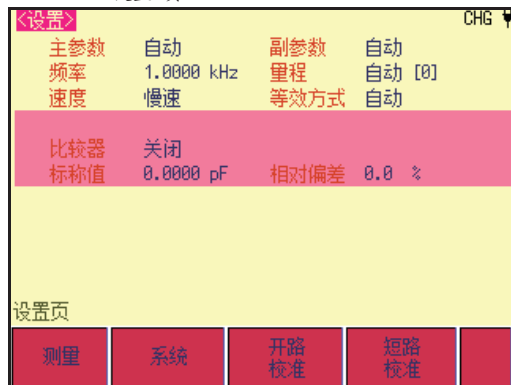 <设置> CHG
主参数 自动 副参数 自动
频率 1.0000 kHz 量程 自动 [0]
速度 慢速 等效方式 自动
比较器 关闭
标称值 0.0000 pF 相对偏差 0.0 %
设置页
测量 系统 开路校准 短路校准